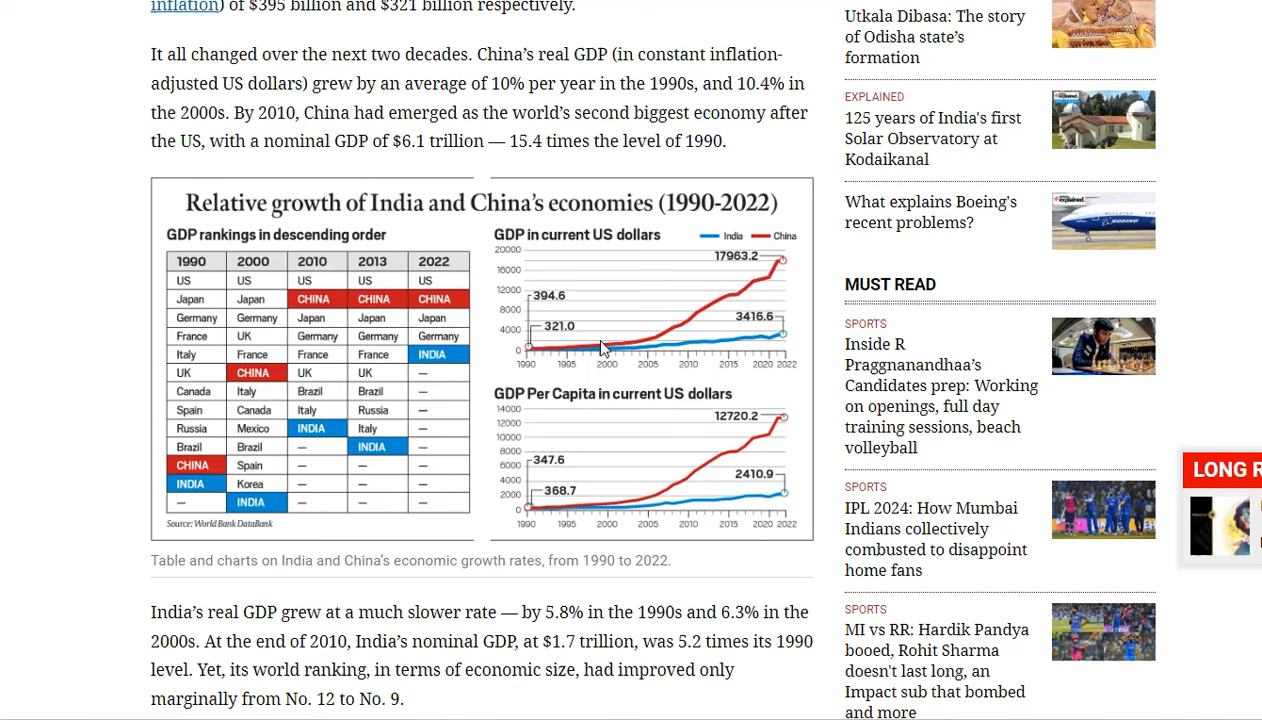 inflation) of $395 billion and $321 billion respectively.
It all changed over the next two decades. China’s real GDP (in constant inflation-
adjusted US dollars) grew by an average of 10% per year in the 1990s, and 10.4% in
the 2000s. By 2010, China had emerged as the world’s second biggest economy after
the US, with a nominal GDP of $6.1 trillion — 15.4 times the level of 1990.
Relative growth of India and China’s economies (1990-2022)
GDP rankings in descending order
1990 2000 2010 2013 2022
US US US US US
Japan Japan CHINA CHINA CHINA
Germany Germany Japan Japan Japan
France UK Germany Germany Germany
Italy France France France INDIA
UK CHINA UK UK —
Canada Italy Brazil Brazil —
Spain Canada Italy Russia —
Russia Mexico INDIA Italy —
Brazil Brazil — INDIA —
CHINA Spain — — —
INDIA Korea — — —
— INDIA — — —
Source: World Bank DataBank
GDP in current US dollars
India China
20000
16000
12000
8000
4000
0
17963.2
394.6
3416.6
321.0
1990 1995 2000 2005 2010 2015 2020 2022
GDP Per Capita in current US dollars
14000
12000
10000
8000
6000
4000
2000
0
12720.2
347.6
2410.9
368.7
1990 1995 2000 2005 2010 2015 2020 2022
Table and charts on India and China’s economic growth rates, from 1990 to 2022.
India’s real GDP grew at a much slower rate — by 5.8% in the 1990s and 6.3% in the
2000s. At the end of 2010, India’s nominal GDP, at $1.7 trillion, was 5.2 times its 1990
level. Yet, its world ranking, in terms of economic size, had improved only
marginally from No. 12 to No. 9.
Utkala Dibasa: The story
of Odisha state’s
formation
EXPLAINED
125 years of India's first
Solar Observatory at
Kodaikanal
What explains Boeing's
recent problems?
explained.
BOEING
MUST READ
SPORTS
Inside R
Praggnanandhaa’s
Candidates prep: Working
on openings, full day
training sessions, beach
volleyball
SPORTS
IPL 2024: How Mumbai
Indians collectively
combusted to disappoint
home fans
SPORTS
MI vs RR: Hardik Pandya
booed, Rohit Sharma
doesn't last long, an
Impact sub that bombed
and more
LONG R